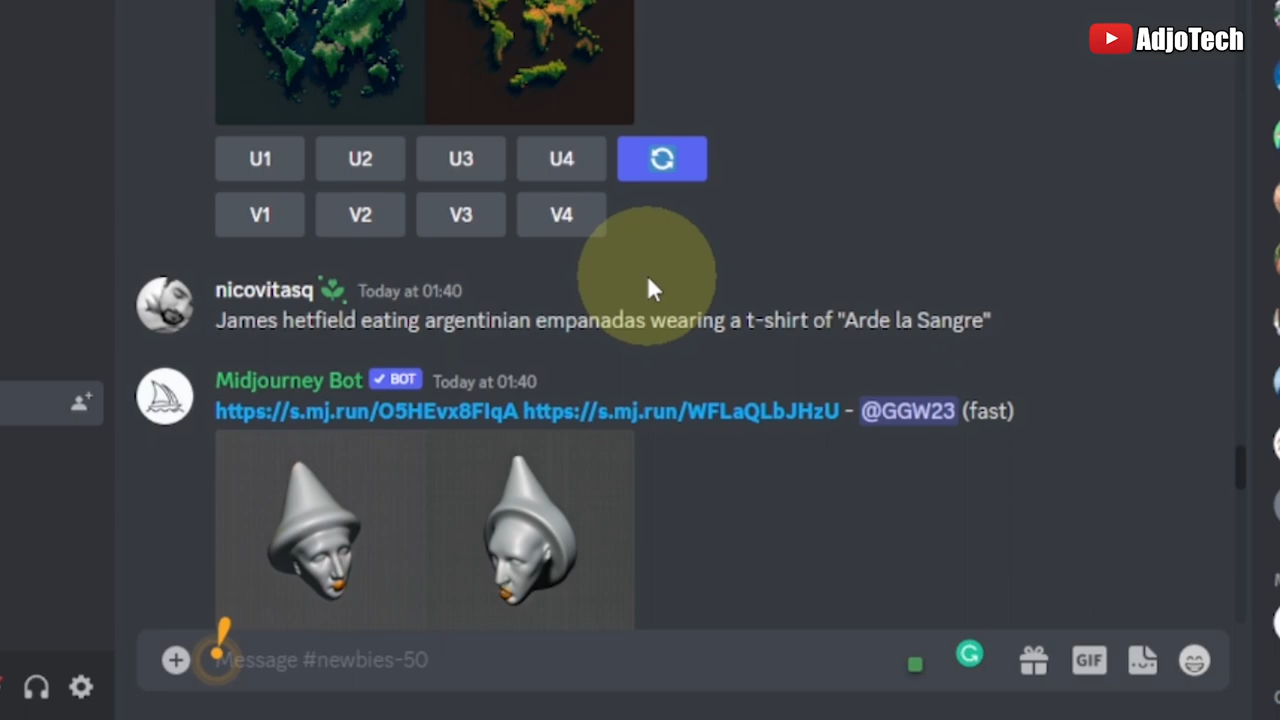 AdjoTech
U1 U2 U3 U4
V1 V2 V3 V4
nicovitasq Today at 01:40
James hetfield eating argentinian empanadas wearing a t-shirt of "Arde la Sangre"
Midjourney Bot BOT Today at 01:40
https://s.mj.run/O5HEvx8FIqA https://s.mj.run/WFLaQLbJHzU - @GGW23 (fast)
Message #newbies-50
GIF